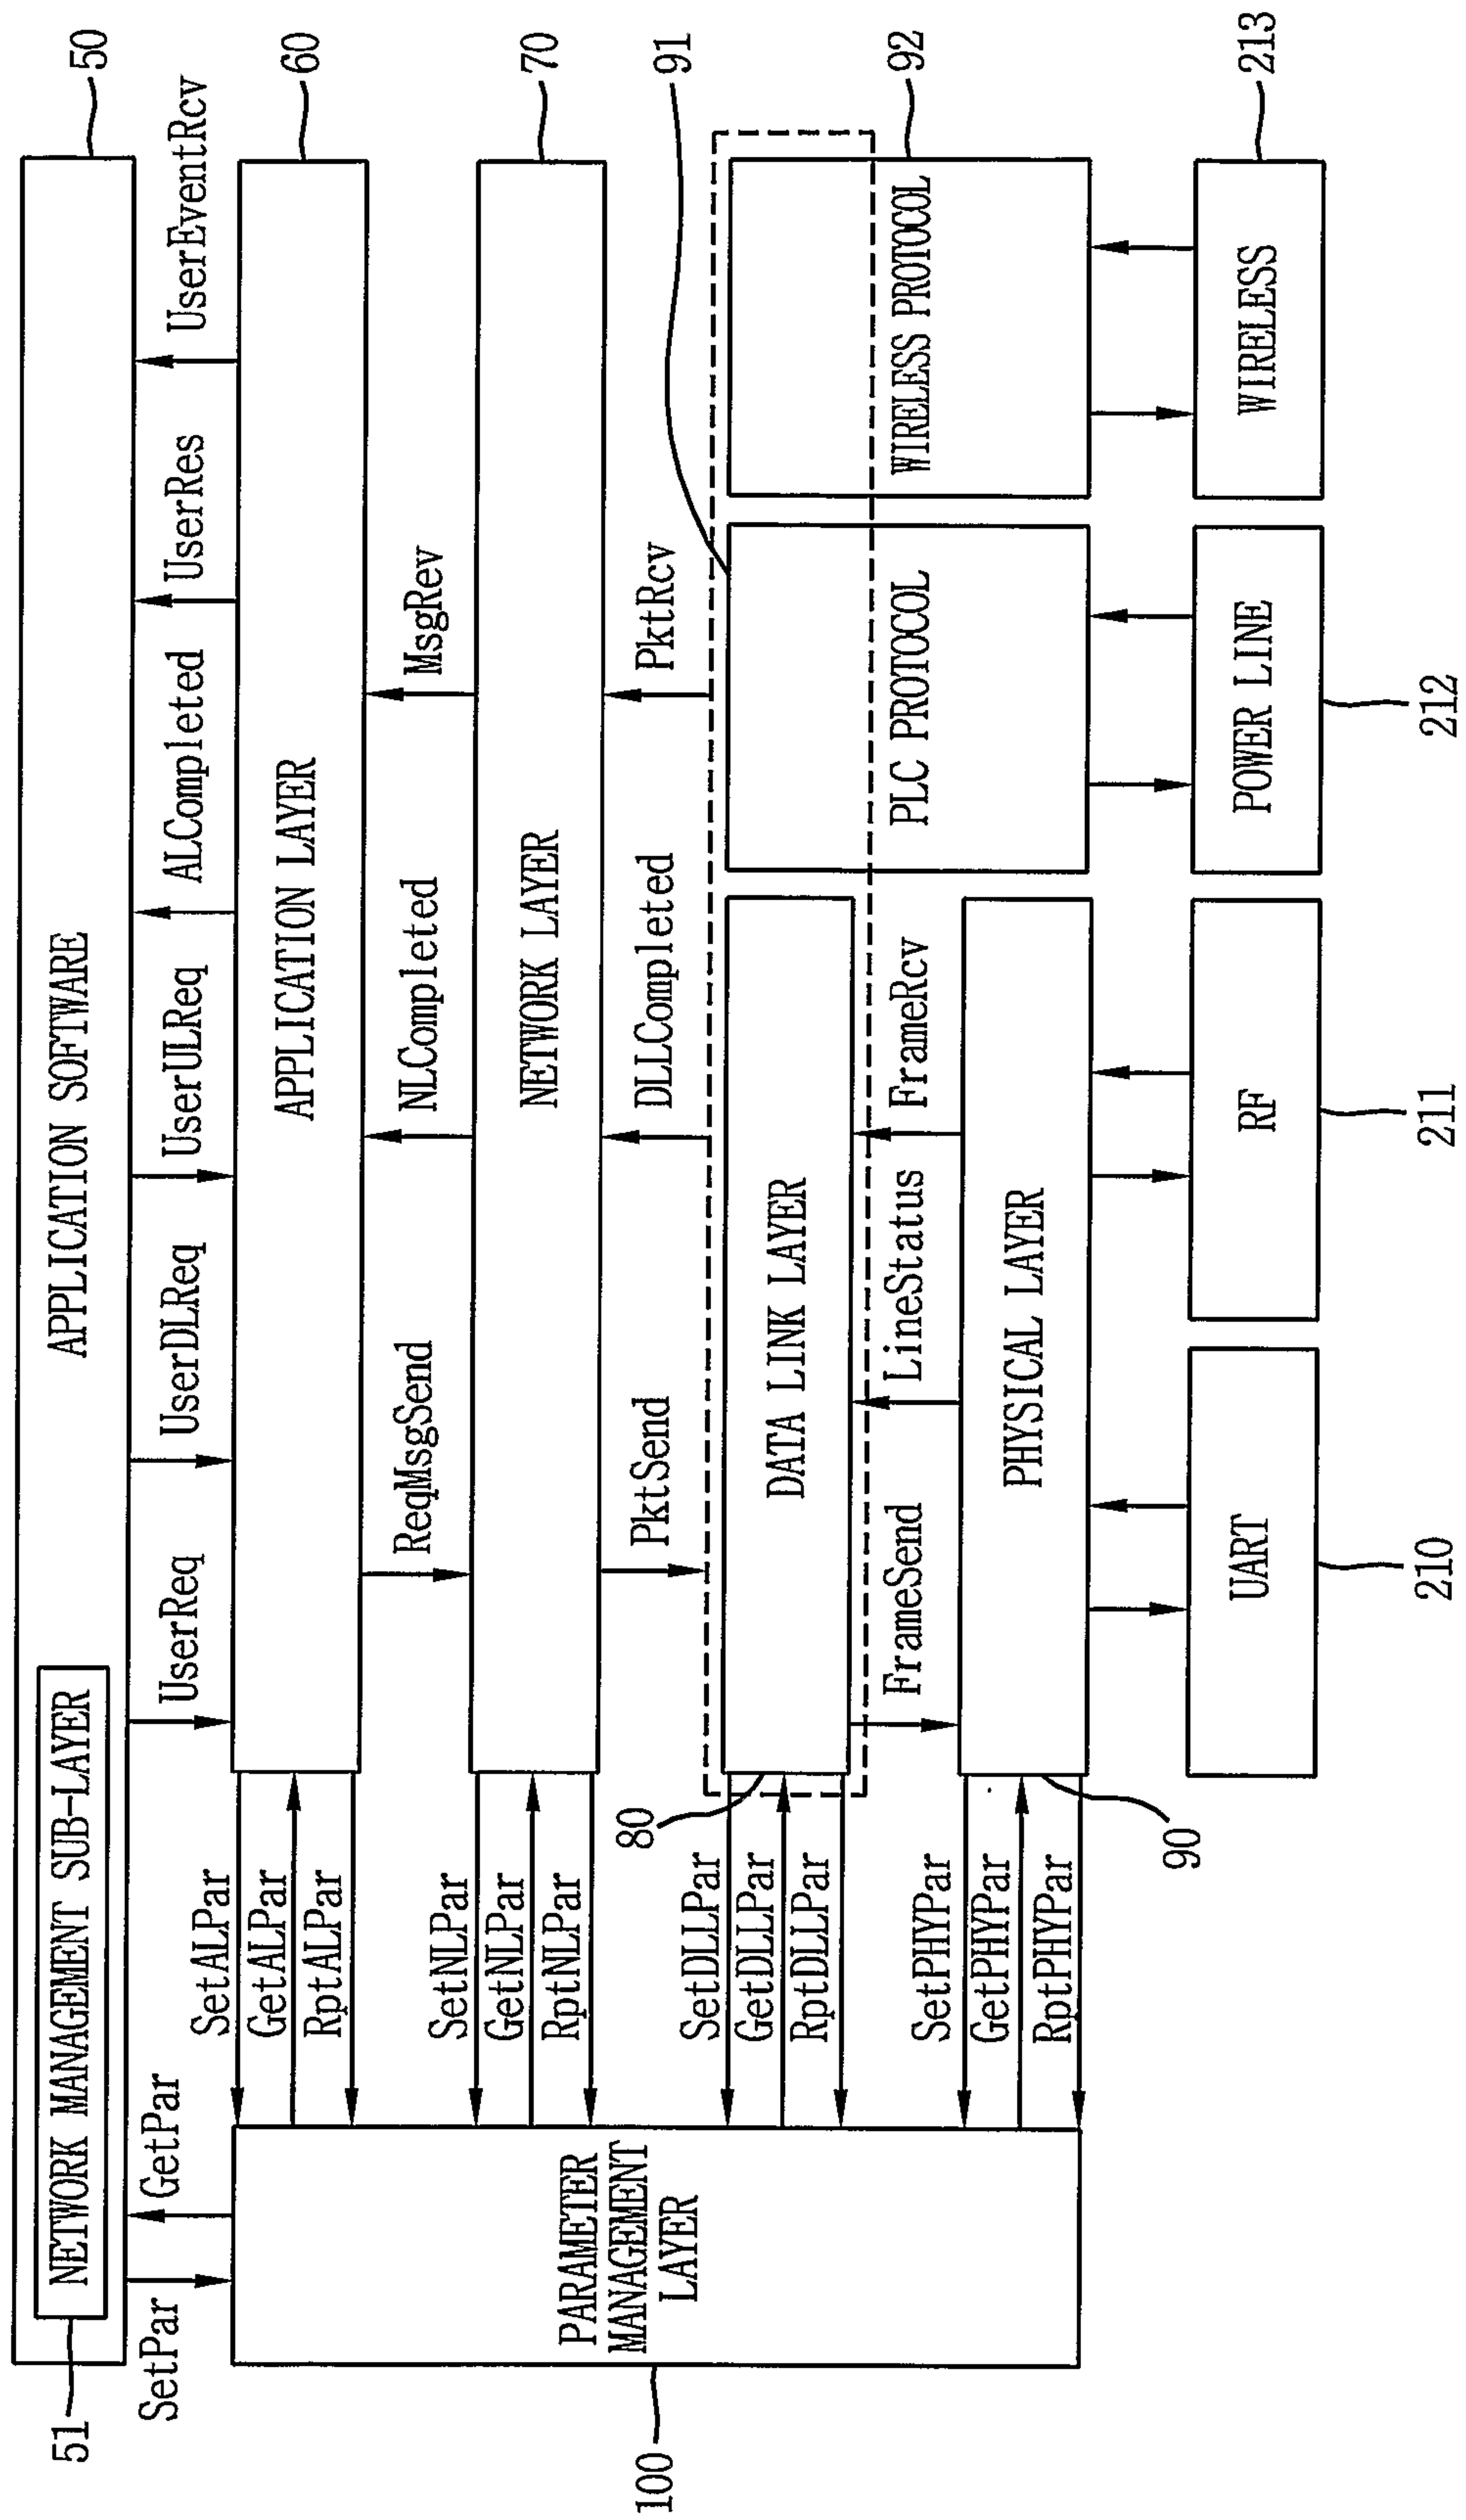 APPLICATION SOFTWARE
50
51
NETWORK MANAGEMENT SUB-LAYER
SetPar
GetPar
UserReq
UserDLReq
UserULReq
ALCompleted
UserRes
UserEventRcv
APPLICATION LAYER
60
SetALPar
GetALPar
RptALPar
ReqMsgSend
NLCompleted
MsgRev
NETWORK LAYER
70
SetNLPar
GetNLPar
RptNLPar
PktSend
DLLCompleted
PktRcv
91
80
DATA LINK LAYER
SetDLLPar
GetDLLPar
RptDLLPar
FrameSend
LineStatus
FrameRcv
PLC PROTOCOL
WIRELESS PROTOCOL
92
PHYSICAL LAYER
90
SetPHYPar
GetPHYPar
RptPHYPar
PARAMETER
MANAGEMENT
LAYER
100
UART
RF
POWER LINE
WIRELESS
213
210
211
212